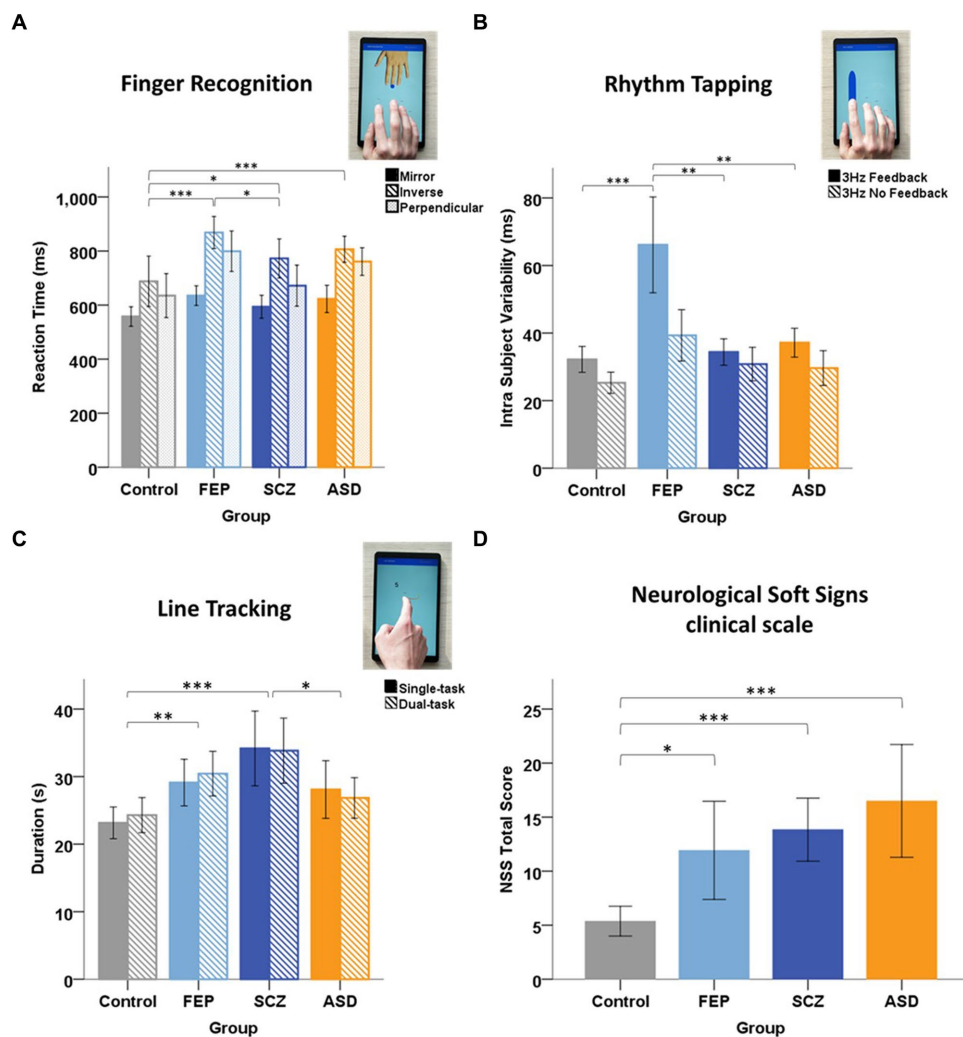 A
Finger Recognition
***
*
***
*
Mirror
Inverse
Perpendicular
Reaction Time (ms)
1,000
800
600
400
200
0
Control FEP SCZ ASD
Group
B
Rhythm Tapping
**
***
**
3Hz Feedback
3Hz No Feedback
Intra Subject Variability (ms)
80
60
40
20
0
Control FEP SCZ ASD
Group
C
Line Tracking
5
Single-task
Dual-task
***
*
**
Duration (s)
40
30
20
10
0
Control FEP SCZ ASD
Group
D
Neurological Soft Signs
clinical scale
***
***
*
NSS Total Score
25
20
15
10
5
0
Control FEP SCZ ASD
Group